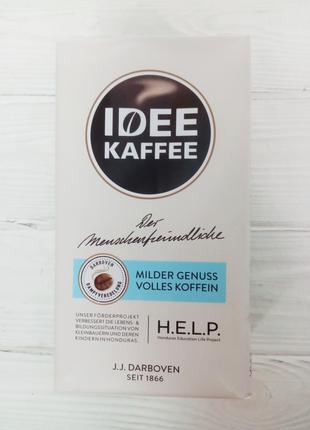 IDEE
KAFFEE
Der
Menschenfreundliche
DARBOVEN
DAMPFVEREDELUNG
MILDER GENUSS
VOLLES KOFFEIN
UNSER FÖRDERPROJEKT
VERBESSERT DIE LEBENS- &
BILDUNGSSITUATION VON
KLEINBAUERN UND DEREN
KINDERN IN HONDURAS.
H.E.L.P.
Honduras Education Life Project
J.J. DARBOVEN
SEIT 1866